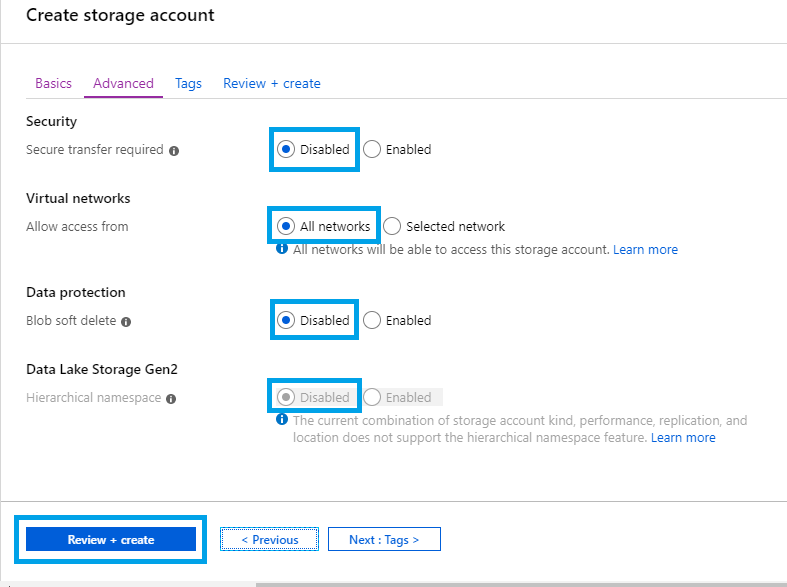 Create storage account
Basics Advanced Tags Review + create
Security
Secure transfer required Disabled Enabled
Virtual networks
Allow access from All networks Selected network
All networks will be able to access this storage account. Learn more
Data protection
Blob soft delete Disabled Enabled
Data Lake Storage Gen2
Hierarchical namespace Disabled Enabled
The current combination of storage account kind, performance, replication, and
location does not support the hierarchical namespace feature. Learn more
Review + create < Previous Next : Tags >